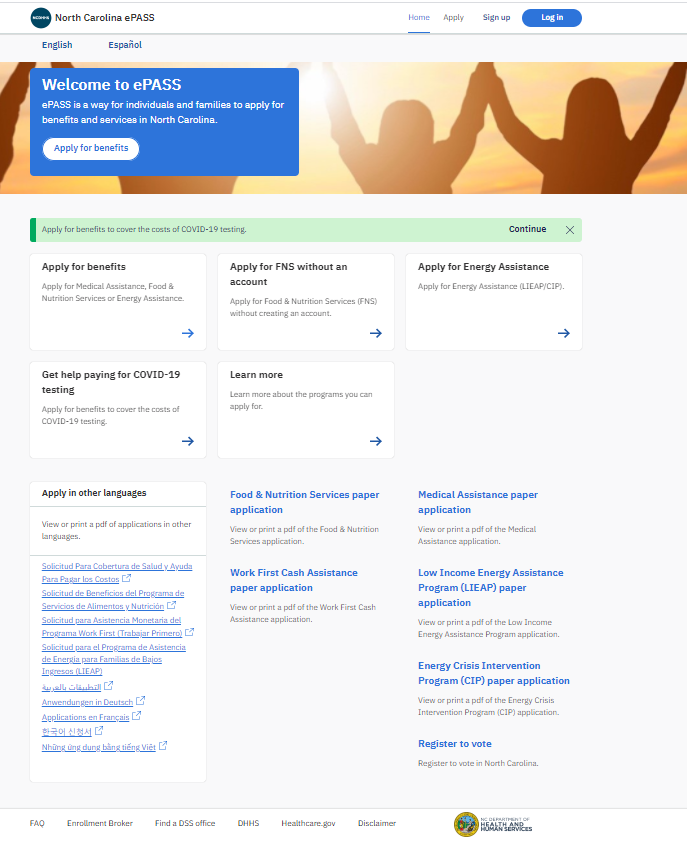 NCDHHS North Carolina ePASS
Home Apply Sign up Log in
English Español
Welcome to ePASS
ePASS is a way for individuals and families to apply for
benefits and services in North Carolina.
Apply for benefits
Apply for benefits to cover the costs of COVID-19 testing. Continue
Apply for benefits
Apply for Medical Assistance, Food &
Nutrition Services or Energy Assistance.
Apply for FNS without an
account
Apply for Food & Nutrition Services (FNS)
without creating an account.
Apply for Energy Assistance
Apply for Energy Assistance (LIEAP/CIP).
Get help paying for COVID-19
testing
Apply for benefits to cover the costs of
COVID-19 testing.
Learn more
Learn more about the programs you can
apply for.
Apply in other languages
View or print a pdf of applications in other
languages.
Solicitud Para Cobertura de Salud y Ayuda
Para Pagar los Costos
Solicitud de Beneficios del Programa de
Servicios de Alimentos y Nutrición
Solicitud para Asistencia Monetaria del
Programa Work First (Trabajar Primero)
Solicitud para el Programa de Asistencia
de Energía para Familias de Bajos
Ingresos (LIEAP)
التطبيقات بالعربية
Anwendungen in Deutsch
Applications en Français
한국어 신청서
Những ứng dụng bằng tiếng Việt
Food & Nutrition Services paper
application
View or print a pdf of the Food & Nutrition
Services application.
Work First Cash Assistance
paper application
View or print a pdf of the Work First Cash
Assistance application.
Medical Assistance paper
application
View or print a pdf of the Medical
Assistance application.
Low Income Energy Assistance
Program (LIEAP) paper
application
View or print a pdf of the Low Income
Energy Assistance Program application.
Energy Crisis Intervention
Program (CIP) paper application
View or print a pdf of the Energy Crisis
Intervention Program (CIP) application.
Register to vote
Register to vote in North Carolina.
FAQ Enrollment Broker Find a DSS office DHHS Healthcare.gov Disclaimer
NC DEPARTMENT OF
HEALTH AND
HUMAN SERVICES